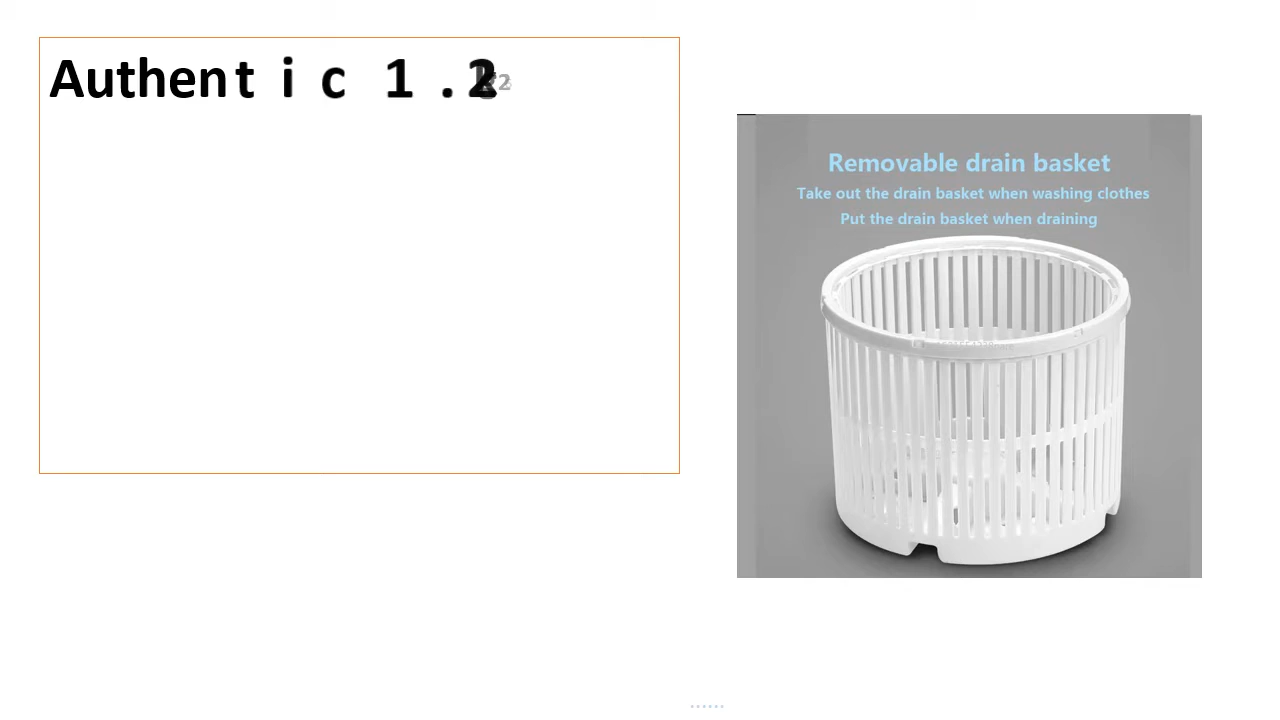 Authentic 1.2
Removable drain basket
Take out the drain basket when washing clothes
Put the drain basket when draining